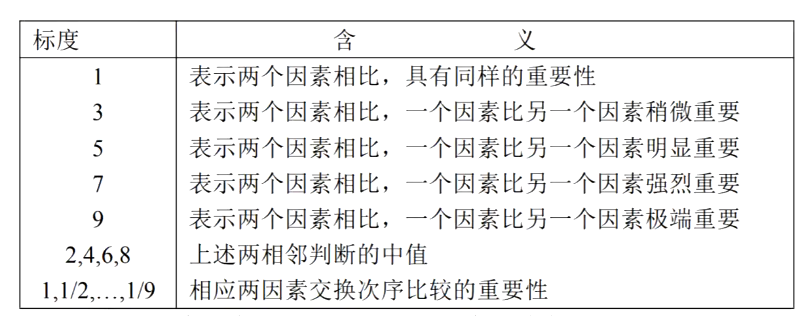 标度 含 义
1 表示两个因素相比，具有同样的重要性
3 表示两个因素相比，一个因素比另一个因素稍微重要
5 表示两个因素相比，一个因素比另一个因素明显重要
7 表示两个因素相比，一个因素比另一个因素强烈重要
9 表示两个因素相比，一个因素比另一个因素极端重要
2,4,6,8 上述两相邻判断的中值
1,1/2,…,1/9 相应两因素交换次序比较的重要性